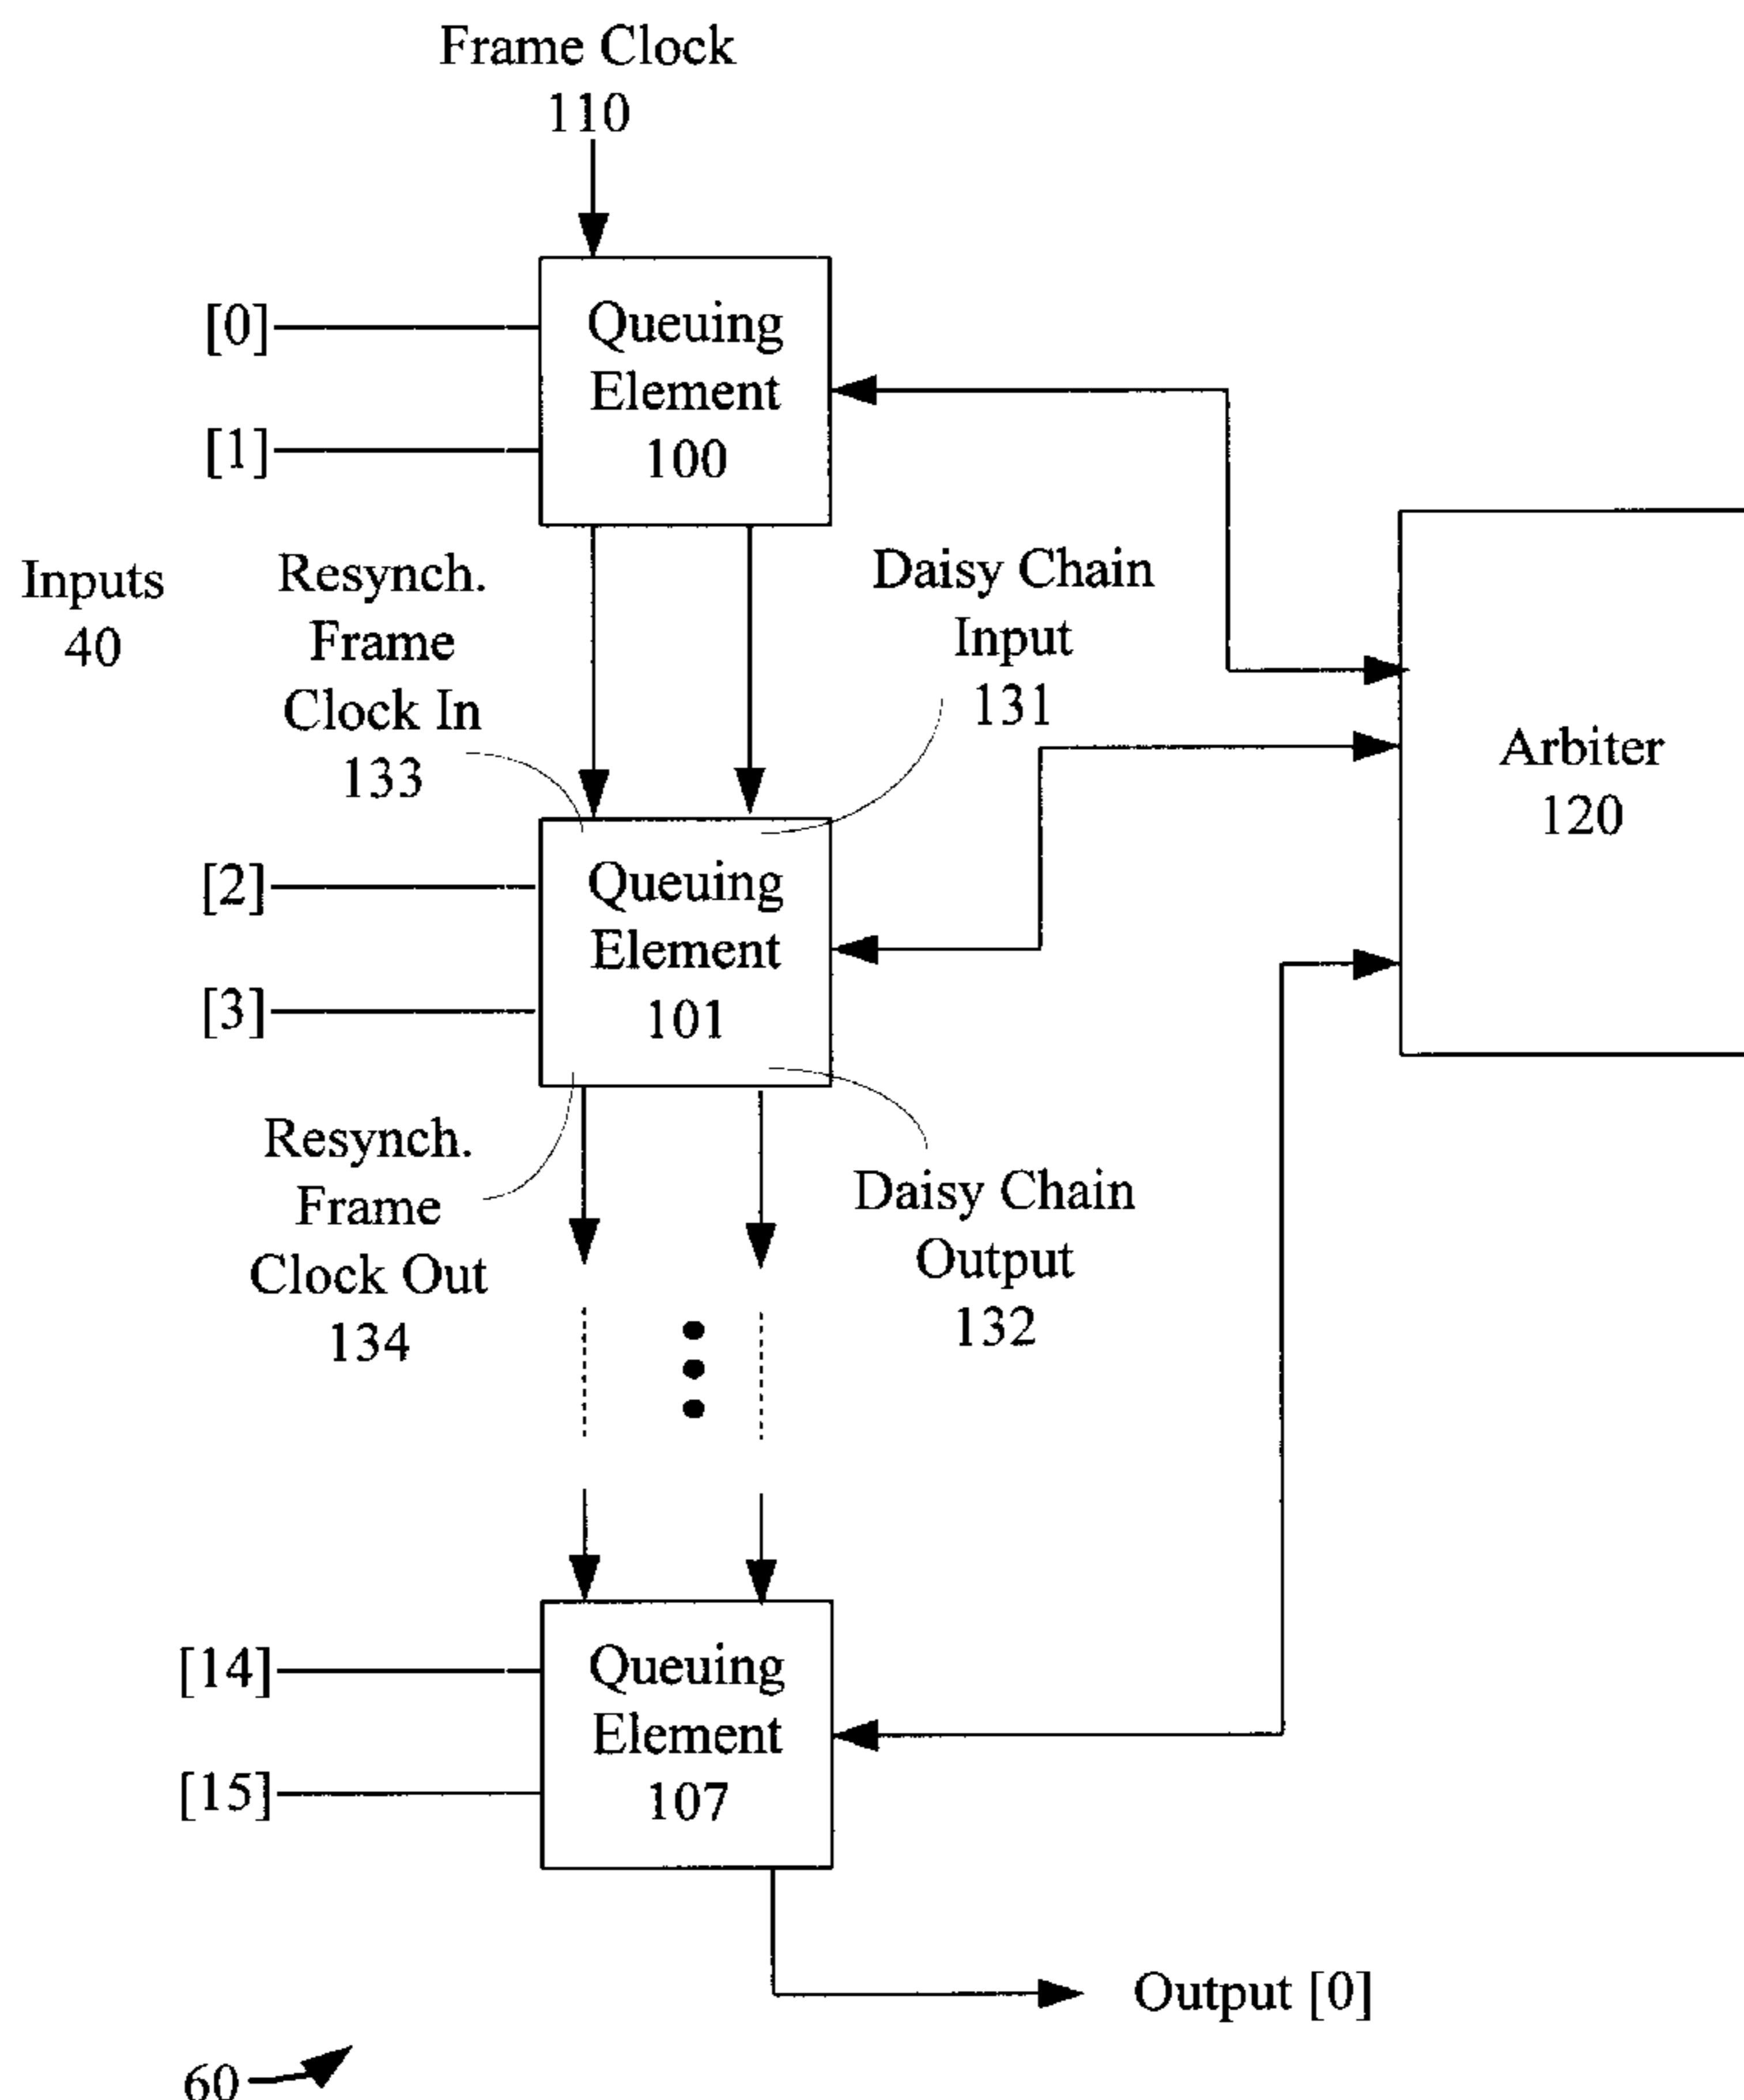 Frame Clock
110
[0]
[1]
Queuing
Element
100
Inputs
40
Resynch.
Frame
Clock In
133
Daisy Chain
Input
131
Arbiter
120
[2]
[3]
Queuing
Element
101
Resynch.
Frame
Clock Out
134
Daisy Chain
Output
132
[14]
[15]
Queuing
Element
107
Output [0]
60